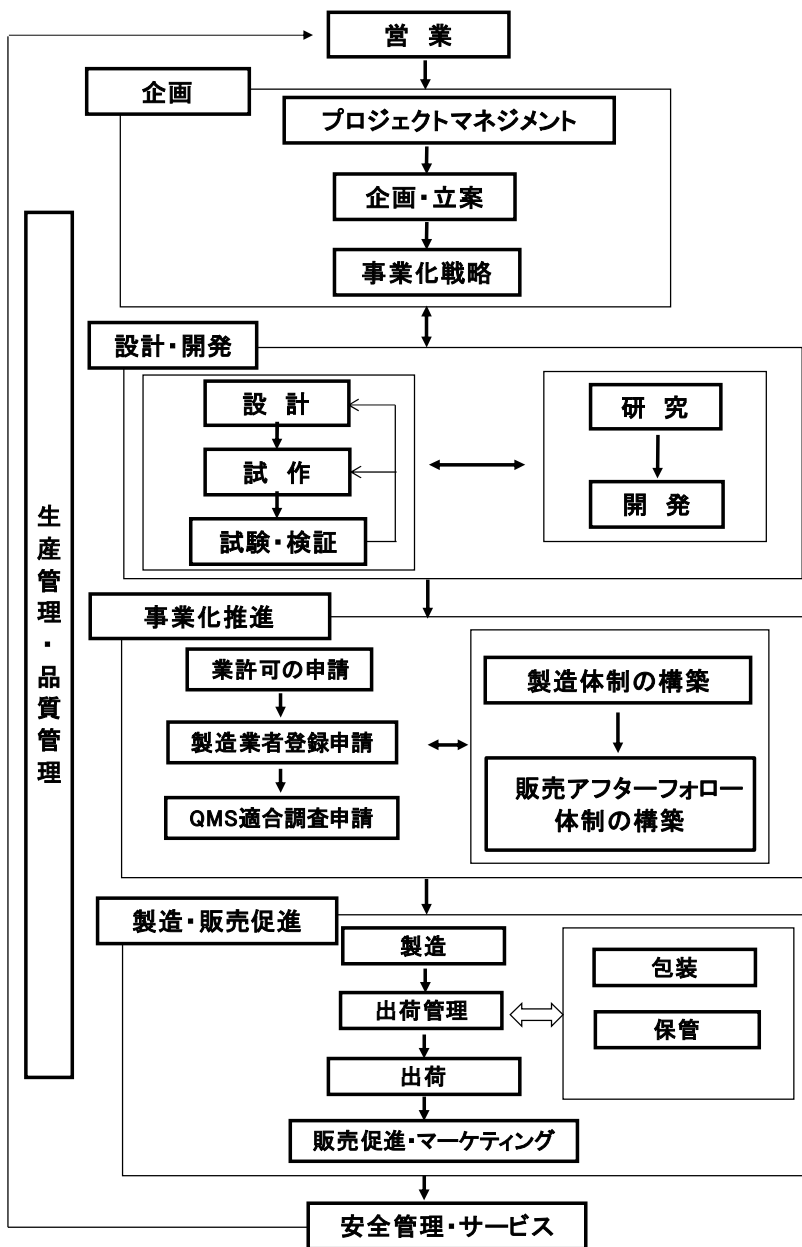 営 業
企画
プロジェクトマネジメント
企画・立案
事業化戦略
設計・開発
設 計
試 作
試験・検証
研 究
開 発
生産管理・品質管理
事業化推進
業許可の申請
製造業者登録申請
QMS適合調査申請
製造体制の構築
販売アフターフォロー
体制の構築
製造・販売促進
製造
出荷管理
出荷
販売促進・マーケティング
包装
保管
安全管理・サービス